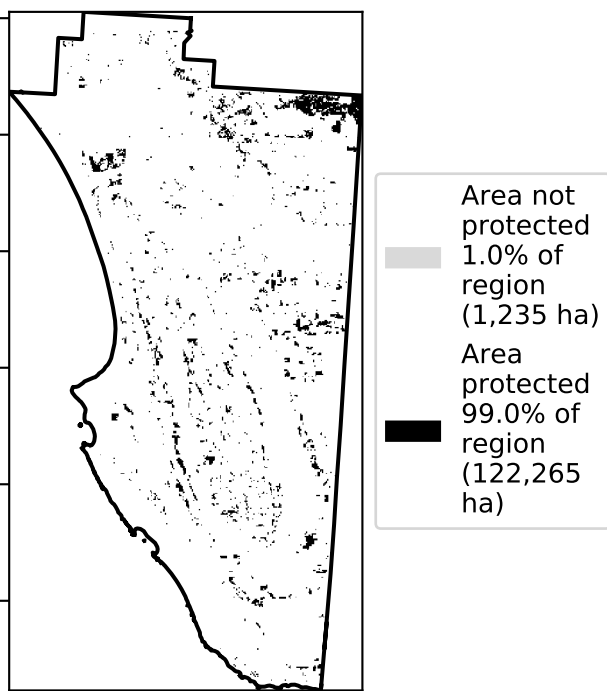 Area not
protected
1.0% of
region
(1,235 ha)
Area
protected
99.0% of
region
(122,265
ha)